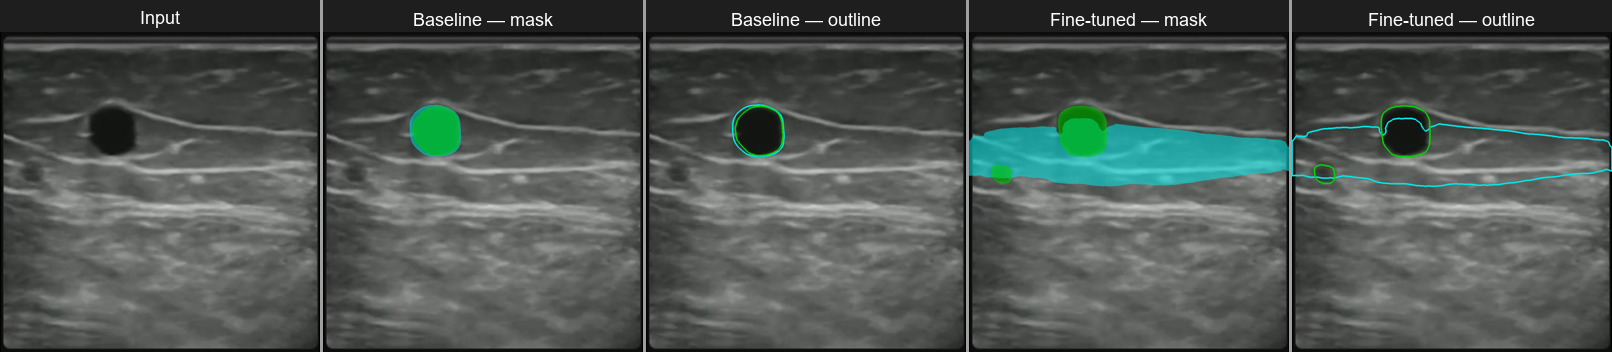 Input
Baseline — mask
Baseline — outline
Fine-tuned — mask
Fine-tuned — outline